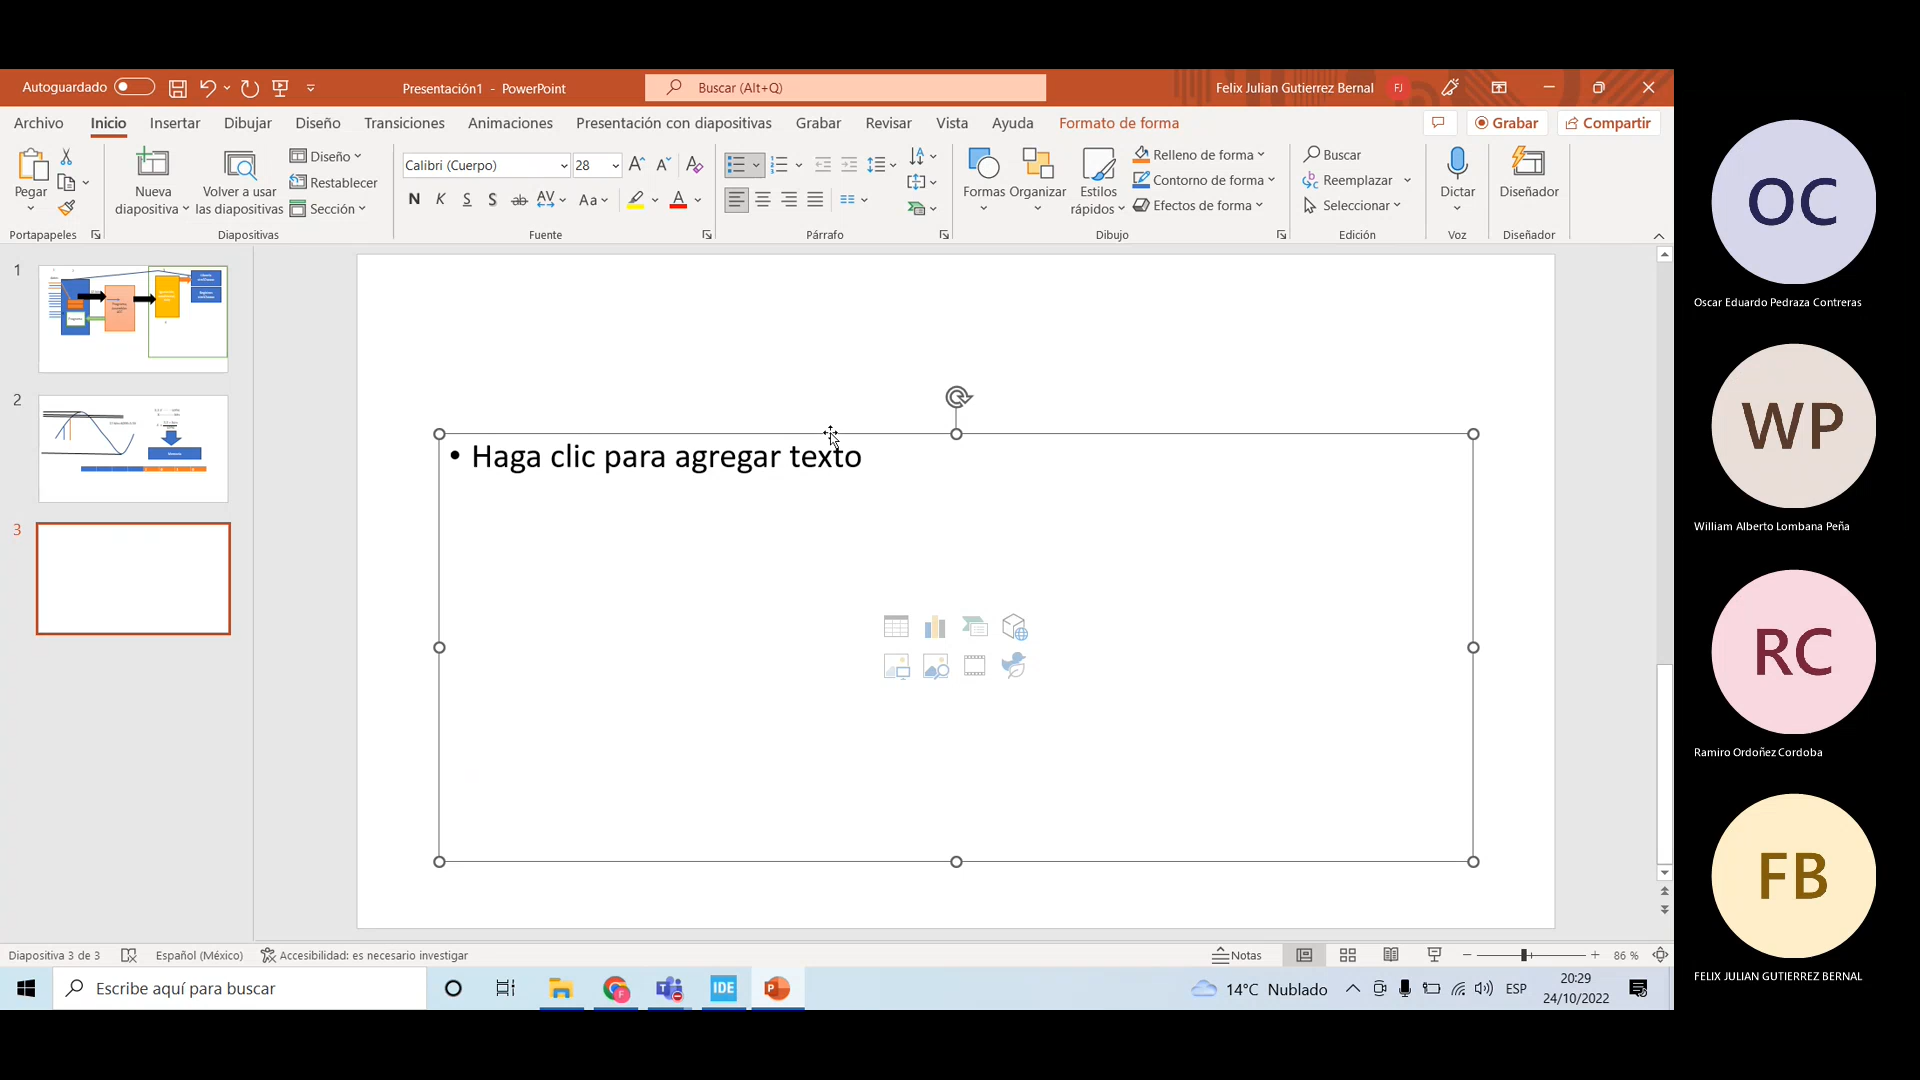 Autoguardado
Presentación1 - PowerPoint
Buscar (Alt+Q)
Felix Julian Gutierrez Bernal
FJ
Archivo Inicio Insertar Dibujar Diseño Transiciones Animaciones Presentación con diapositivas Grabar Revisar Vista Ayuda Formato de forma
Grabar
Compartir
Pegar
Nueva diapositiva
Volver a usar las diapositivas
Diseño
Restablecer
Sección
Calibri (Cuerpo) 28
N K S S ab AV Aa A
Formas
Organizar
Estilos rápidos
Relleno de forma
Contorno de forma
Efectos de forma
Buscar
Reemplazar
Seleccionar
Dictar
Diseñador
Portapapeles Diapositivas Fuente Párrafo Dibujo Edición Voz Diseñador
1
2
3
• Haga clic para agregar texto
Diapositiva 3 de 3
Español (México)
Accesibilidad: es necesario investigar
Notas
86 %
Escribe aquí para buscar
IDE
14°C Nublado
ESP
20:29
24/10/2022
OC
Oscar Eduardo Pedraza Contreras
WP
William Alberto Lombana Peña
RC
Ramiro Ordoñez Cordoba
FB
FELIX JULIAN GUTIERREZ BERNAL